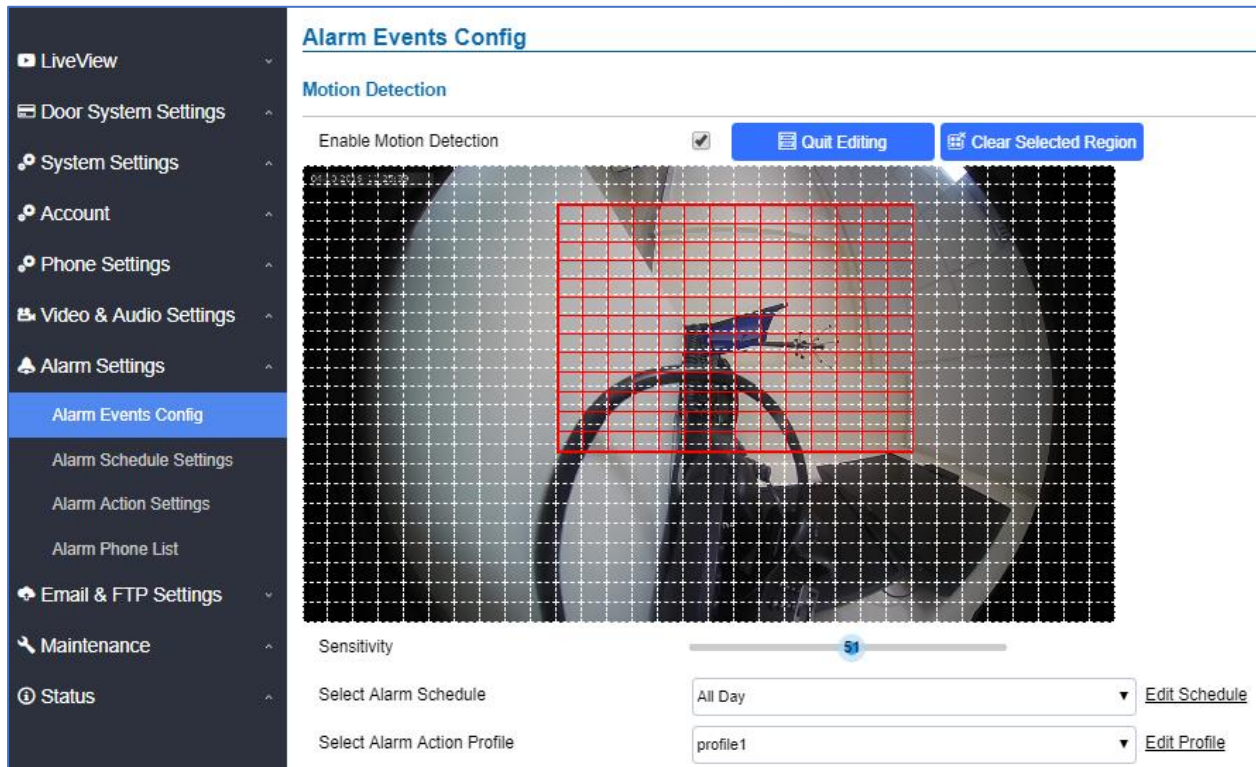 Alarm Events Config
LiveView
Motion Detection
Door System Settings
Enable Motion Detection
Quit Editing
Clear Selected Region
System Settings
Account
Phone Settings
Video & Audio Settings
Alarm Settings
Alarm Events Config
Alarm Schedule Settings
Alarm Action Settings
Alarm Phone List
Email & FTP Settings
Maintenance
Status
Sensitivity
51
Select Alarm Schedule
All Day
Edit Schedule
Select Alarm Action Profile
profile1
Edit Profile